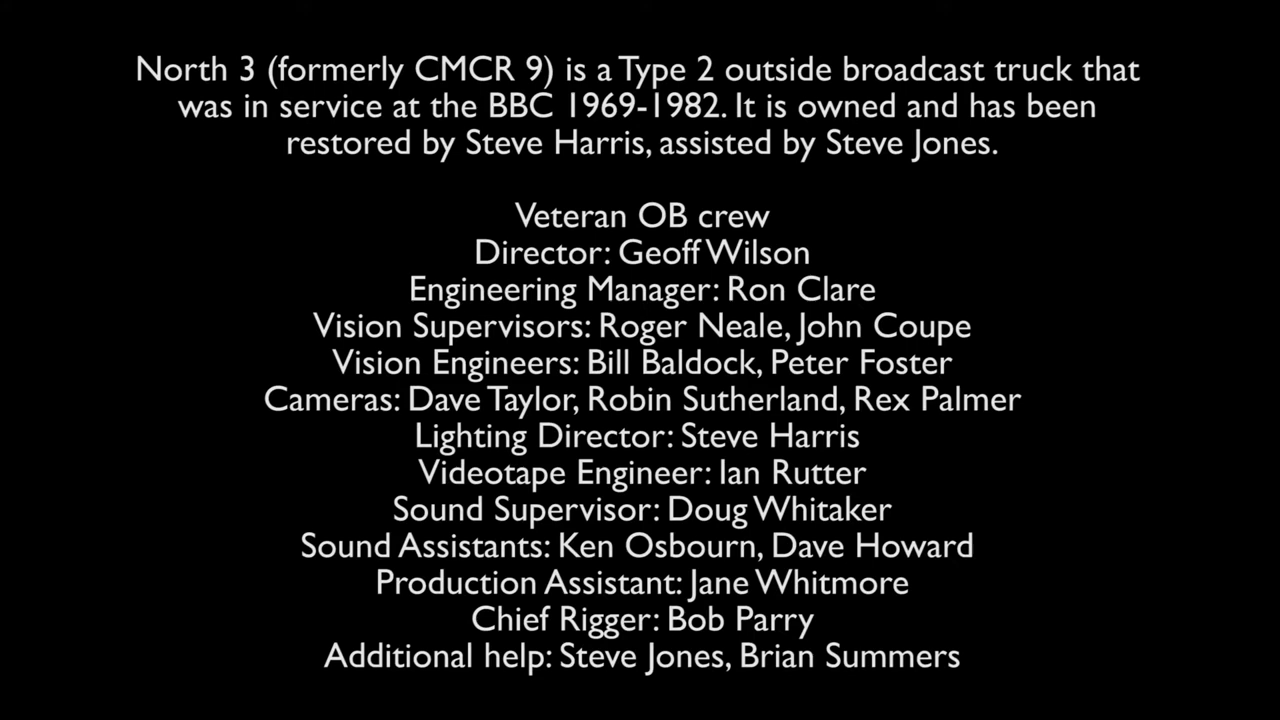 North 3 (formerly CMCR 9) is a Type 2 outside broadcast truck that
was in service at the BBC 1969-1982. It is owned and has been
restored by Steve Harris, assisted by Steve Jones.
Veteran OB crew
Director: Geoff Wilson
Engineering Manager: Ron Clare
Vision Supervisors: Roger Neale, John Coupe
Vision Engineers: Bill Baldock, Peter Foster
Cameras: Dave Taylor, Robin Sutherland, Rex Palmer
Lighting Director: Steve Harris
Videotape Engineer: Ian Rutter
Sound Supervisor: Doug Whitaker
Sound Assistants: Ken Osbourn, Dave Howard
Production Assistant: Jane Whitmore
Chief Rigger: Bob Parry
Additional help: Steve Jones, Brian Summers